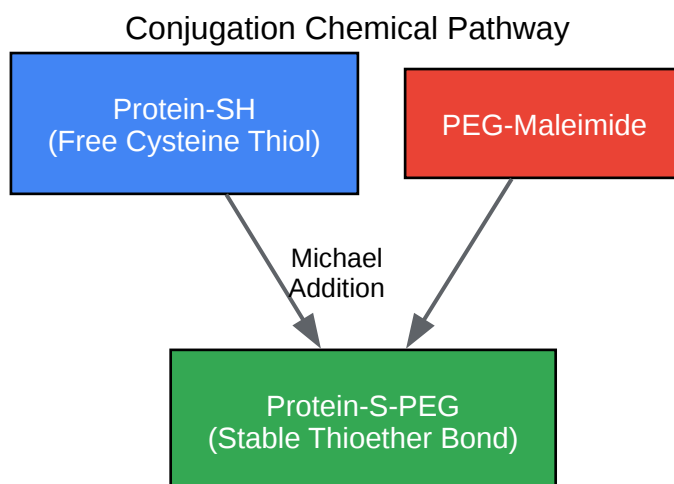 Conjugation Chemical Pathway
Protein-SH
(Free Cysteine Thiol)
PEG-Maleimide
Michael
Addition
Protein-S-PEG
(Stable Thioether Bond)